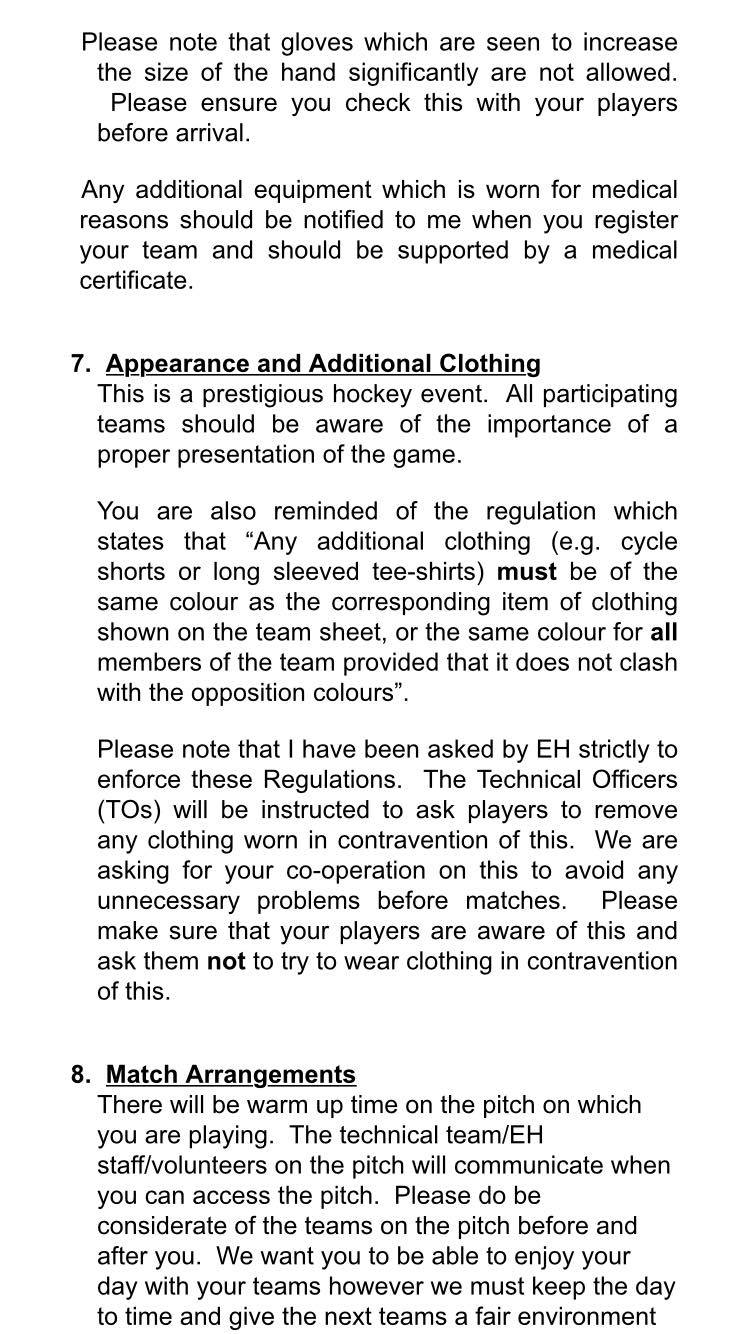 Please note that gloves which are seen to increase
the size of the hand significantly are not allowed.
Please ensure you check this with your players
before arrival.
Any additional equipment which is worn for medical
reasons should be notified to me when you register
your team and should be supported by a medical
certificate.
7. Appearance and Additional Clothing
This is a prestigious hockey event. All participating
teams should be aware of the importance of a
proper presentation of the game.
You are also reminded of the regulation which
states that “Any additional clothing (e.g. cycle
shorts or long sleeved tee-shirts) must be of the
same colour as the corresponding item of clothing
shown on the team sheet, or the same colour for all
members of the team provided that it does not clash
with the opposition colours”.
Please note that I have been asked by EH strictly to
enforce these Regulations. The Technical Officers
(TOs) will be instructed to ask players to remove
any clothing worn in contravention of this. We are
asking for your co-operation on this to avoid any
unnecessary problems before matches. Please
make sure that your players are aware of this and
ask them not to try to wear clothing in contravention
of this.
8. Match Arrangements
There will be warm up time on the pitch on which
you are playing. The technical team/EH
staff/volunteers on the pitch will communicate when
you can access the pitch. Please do be
considerate of the teams on the pitch before and
after you. We want you to be able to enjoy your
day with your teams however we must keep the day
to time and give the next teams a fair environment